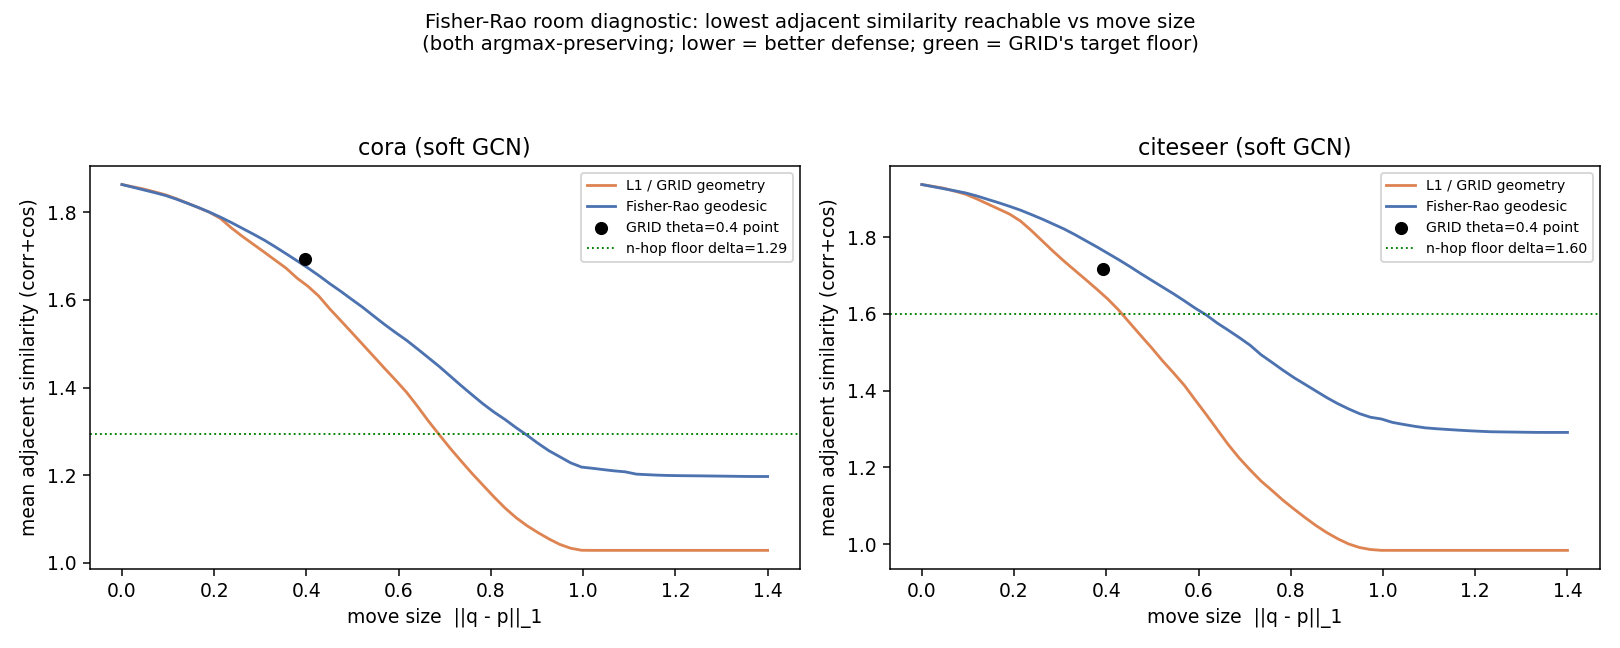 Fisher-Rao room diagnostic: lowest adjacent similarity reachable vs move size
(both argmax-preserving; lower = better defense; green = GRID's target floor)
cora (soft GCN)
mean adjacent similarity (corr+cos)
1.8
1.6
1.4
1.2
1.0
L1 / GRID geometry
Fisher-Rao geodesic
GRID theta=0.4 point
n-hop floor delta=1.29
0.0 0.2 0.4 0.6 0.8 1.0 1.2 1.4
move size ||q - p||_1
citeseer (soft GCN)
mean adjacent similarity (corr+cos)
1.8
1.6
1.4
1.2
1.0
L1 / GRID geometry
Fisher-Rao geodesic
GRID theta=0.4 point
n-hop floor delta=1.60
0.0 0.2 0.4 0.6 0.8 1.0 1.2 1.4
move size ||q - p||_1